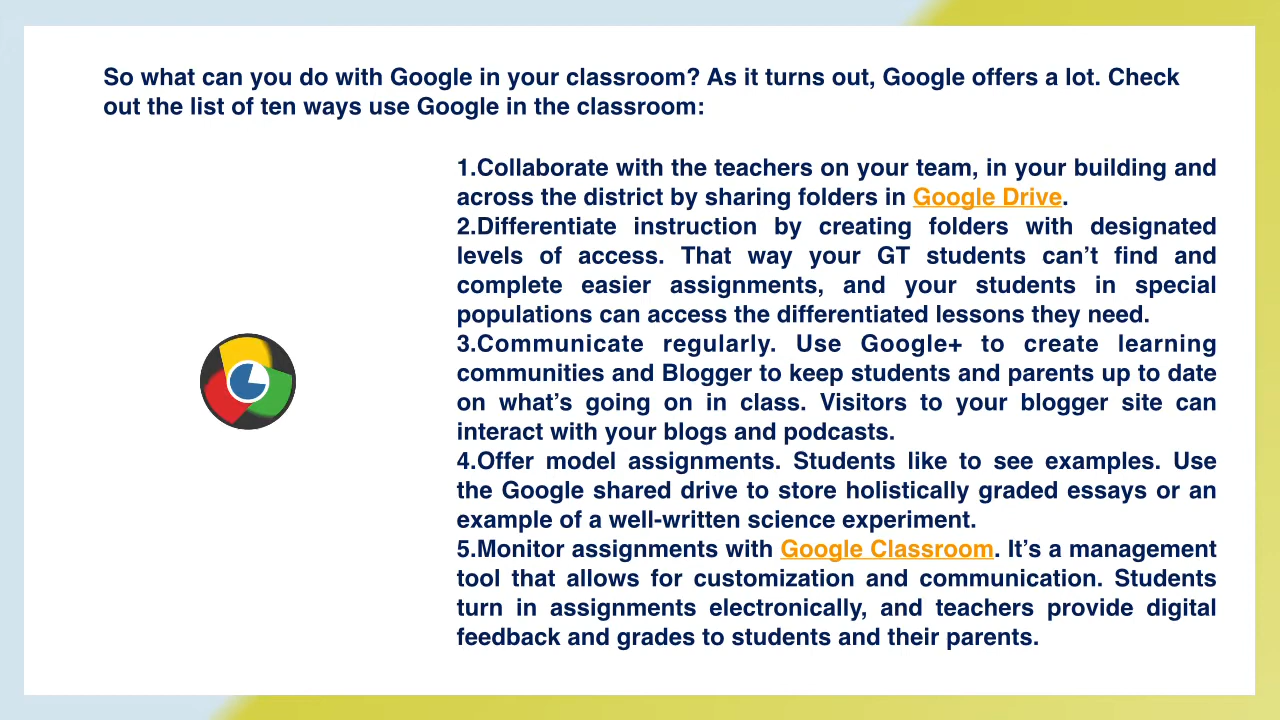 So what can you do with Google in your classroom? As it turns out, Google offers a lot. Check
out the list of ten ways use Google in the classroom:
1.Collaborate with the teachers on your team, in your building and
across the district by sharing folders in Google Drive.
2.Differentiate instruction by creating folders with designated
levels of access. That way your GT students can’t find and
complete easier assignments, and your students in special
populations can access the differentiated lessons they need.
3.Communicate regularly. Use Google+ to create learning
communities and Blogger to keep students and parents up to date
on what’s going on in class. Visitors to your blogger site can
interact with your blogs and podcasts.
4.Offer model assignments. Students like to see examples. Use
the Google shared drive to store holistically graded essays or an
example of a well-written science experiment.
5.Monitor assignments with Google Classroom. It’s a management
tool that allows for customization and communication. Students
turn in assignments electronically, and teachers provide digital
feedback and grades to students and their parents.